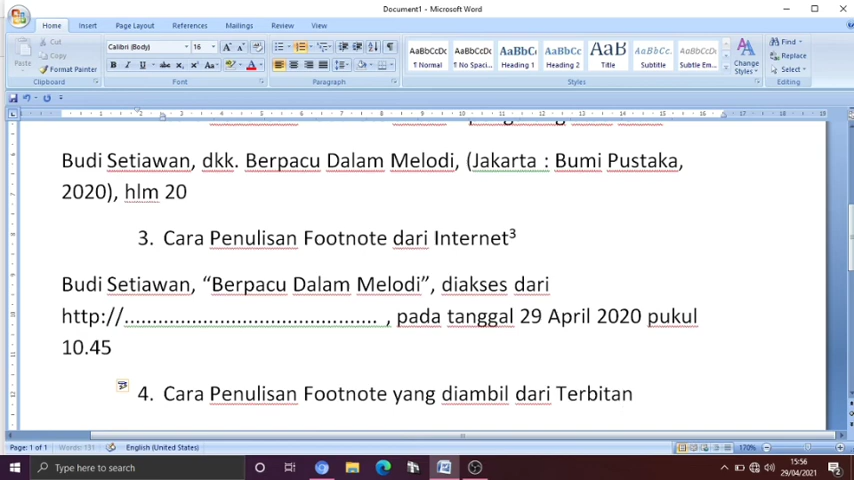 Document1 - Microsoft Word
Home Insert Page Layout References Mailings Review View
Cut
Copy
Format Painter
Paste
Clipboard
Calibri (Body) 16
Font
Paragraph
AaBbCcDc AaBbCcDc AaBbC AaBbCc AaB AaBbCc. AaBbCcDc
¶ Normal ¶ No Spaci... Heading 1 Heading 2 Title Subtitle Subtle Em...
Change Styles
Styles
Find
Replace
Select
Editing
Budi Setiawan, dkk. Berpacu Dalam Melodi, (Jakarta : Bumi Pustaka,
2020), hlm 20
3. Cara Penulisan Footnote dari Internet³
Budi Setiawan, “Berpacu Dalam Melodi”, diakses dari
http://.......................................... , pada tanggal 29 April 2020 pukul
10.45
4. Cara Penulisan Footnote yang diambil dari Terbitan
Page: 1 of 1 Words: 131 English (United States) 170%
Type here to search
15:56
29/04/2021